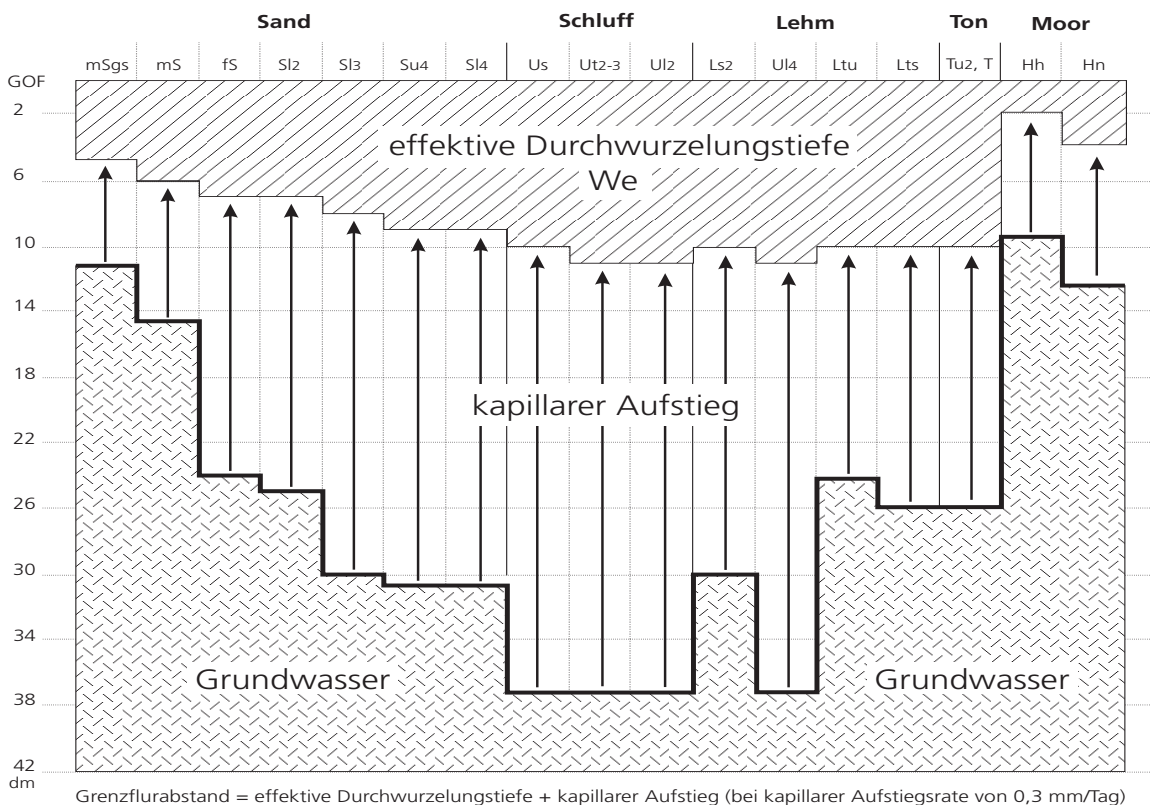 Sand Schluff Lehm Ton Moor
mSgs mS fS Sl2 Sl3 Su4 Sl4 Us Ut2-3 Ul2 Ls2 Ul4 Ltu Lts Tu2, T Hh Hn
GOF
2
effektive Durchwurzelungstiefe
We
6
10
14
18
kapillarer Aufstieg
22
26
30
34
Grundwasser Grundwasser
38
42
dm
Grenzflurabstand = effektive Durchwurzelungstiefe + kapillarer Aufstieg (bei kapillarer Aufstiegsrate von 0,3 mm/Tag)